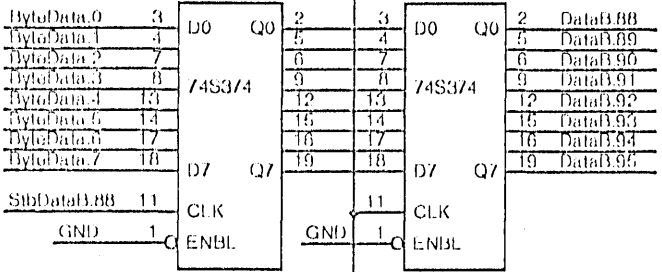 ByteData.0 3 D0 Q0 2 3 D0 Q0 2 DataB.88
ByteData.1 4 5 4 5 DataB.89
ByteData.2 7 6 7 6 DataB.90
ByteData.3 8 74S374 9 8 74S374 9 DataB.91
ByteData.4 13 12 13 12 DataB.92
ByteData.5 14 15 14 15 DataB.93
ByteData.6 17 16 17 16 DataB.94
ByteData.7 18 D7 Q7 19 18 D7 Q7 19 DataB.95
StbDataB.88 11 CLK 11 CLK
GND 1 ENBL GND 1 ENBL